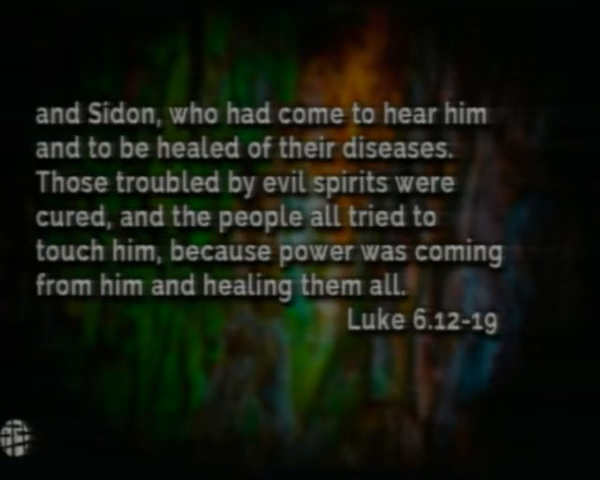 and Sidon, who had come to hear him
and to be healed of their diseases.
Those troubled by evil spirits were
cured, and the people all tried to
touch him, because power was coming
from him and healing them all.
Luke 6.12-19